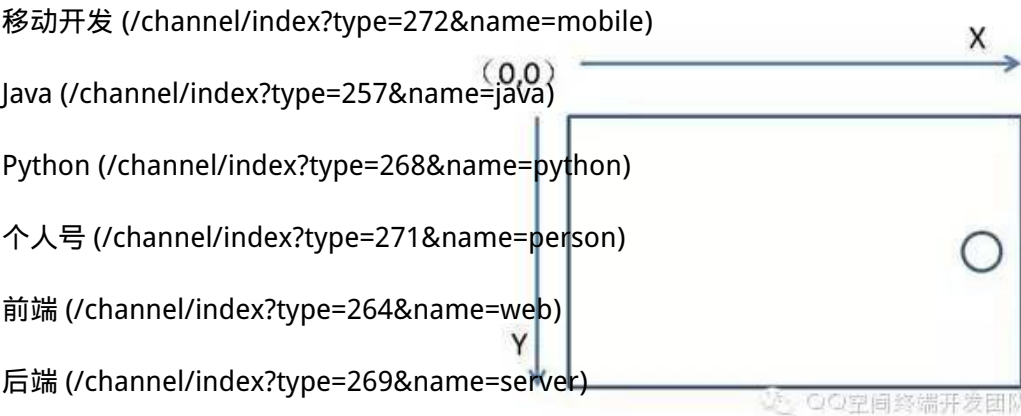 移动开发 (/channel/index?type=272&name=mobile)
X
(0,0)
Java (/channel/index?type=257&name=java)
Python (/channel/index?type=268&name=python)
个人号 (/channel/index?type=271&name=person)
前端 (/channel/index?type=264&name=web)
Y
后端 (/channel/index?type=269&name=server)
QQ空间终端开发团队